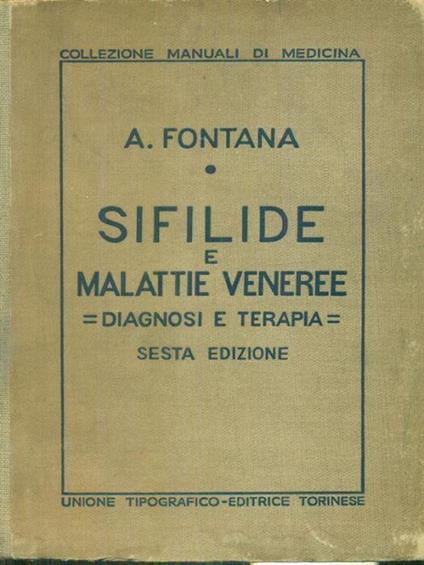 COLLEZIONE MANUALI DI MEDICINA
A. FONTANA
SIFILIDE
E
MALATTIE VENEREE
= DIAGNOSI E TERAPIA =
SESTA EDIZIONE
UNIONE TIPOGRAFICO-EDITRICE TORINESE